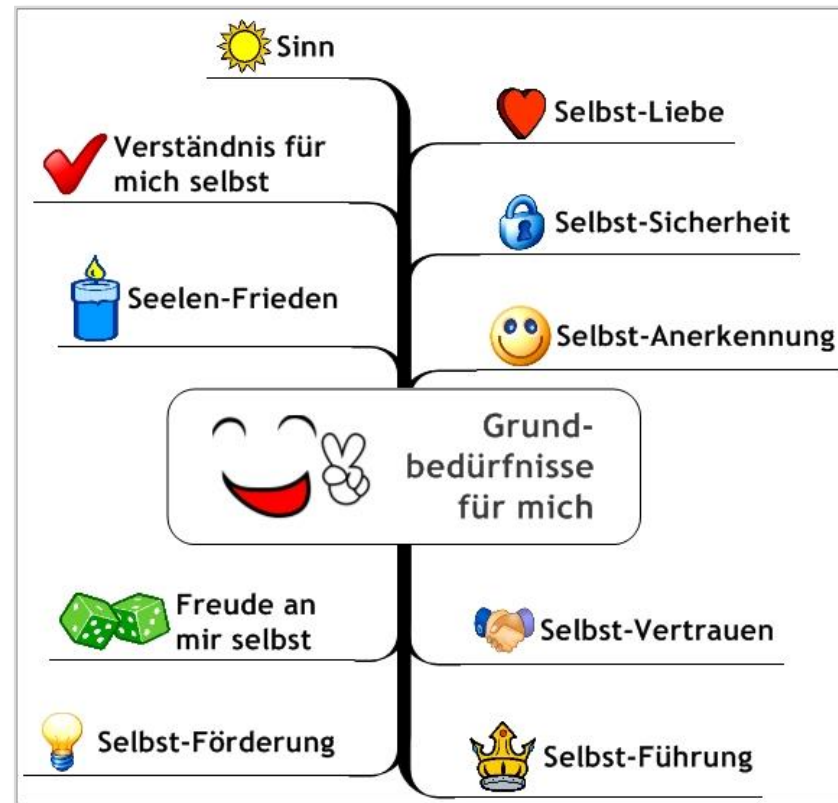 Sinn
Verständnis für
mich selbst
Seelen-Frieden
Selbst-Liebe
Selbst-Sicherheit
Selbst-Anerkennung
Grund-
bedürfnisse
für mich
Freude an
mir selbst
Selbst-Förderung
Selbst-Vertrauen
Selbst-Führung